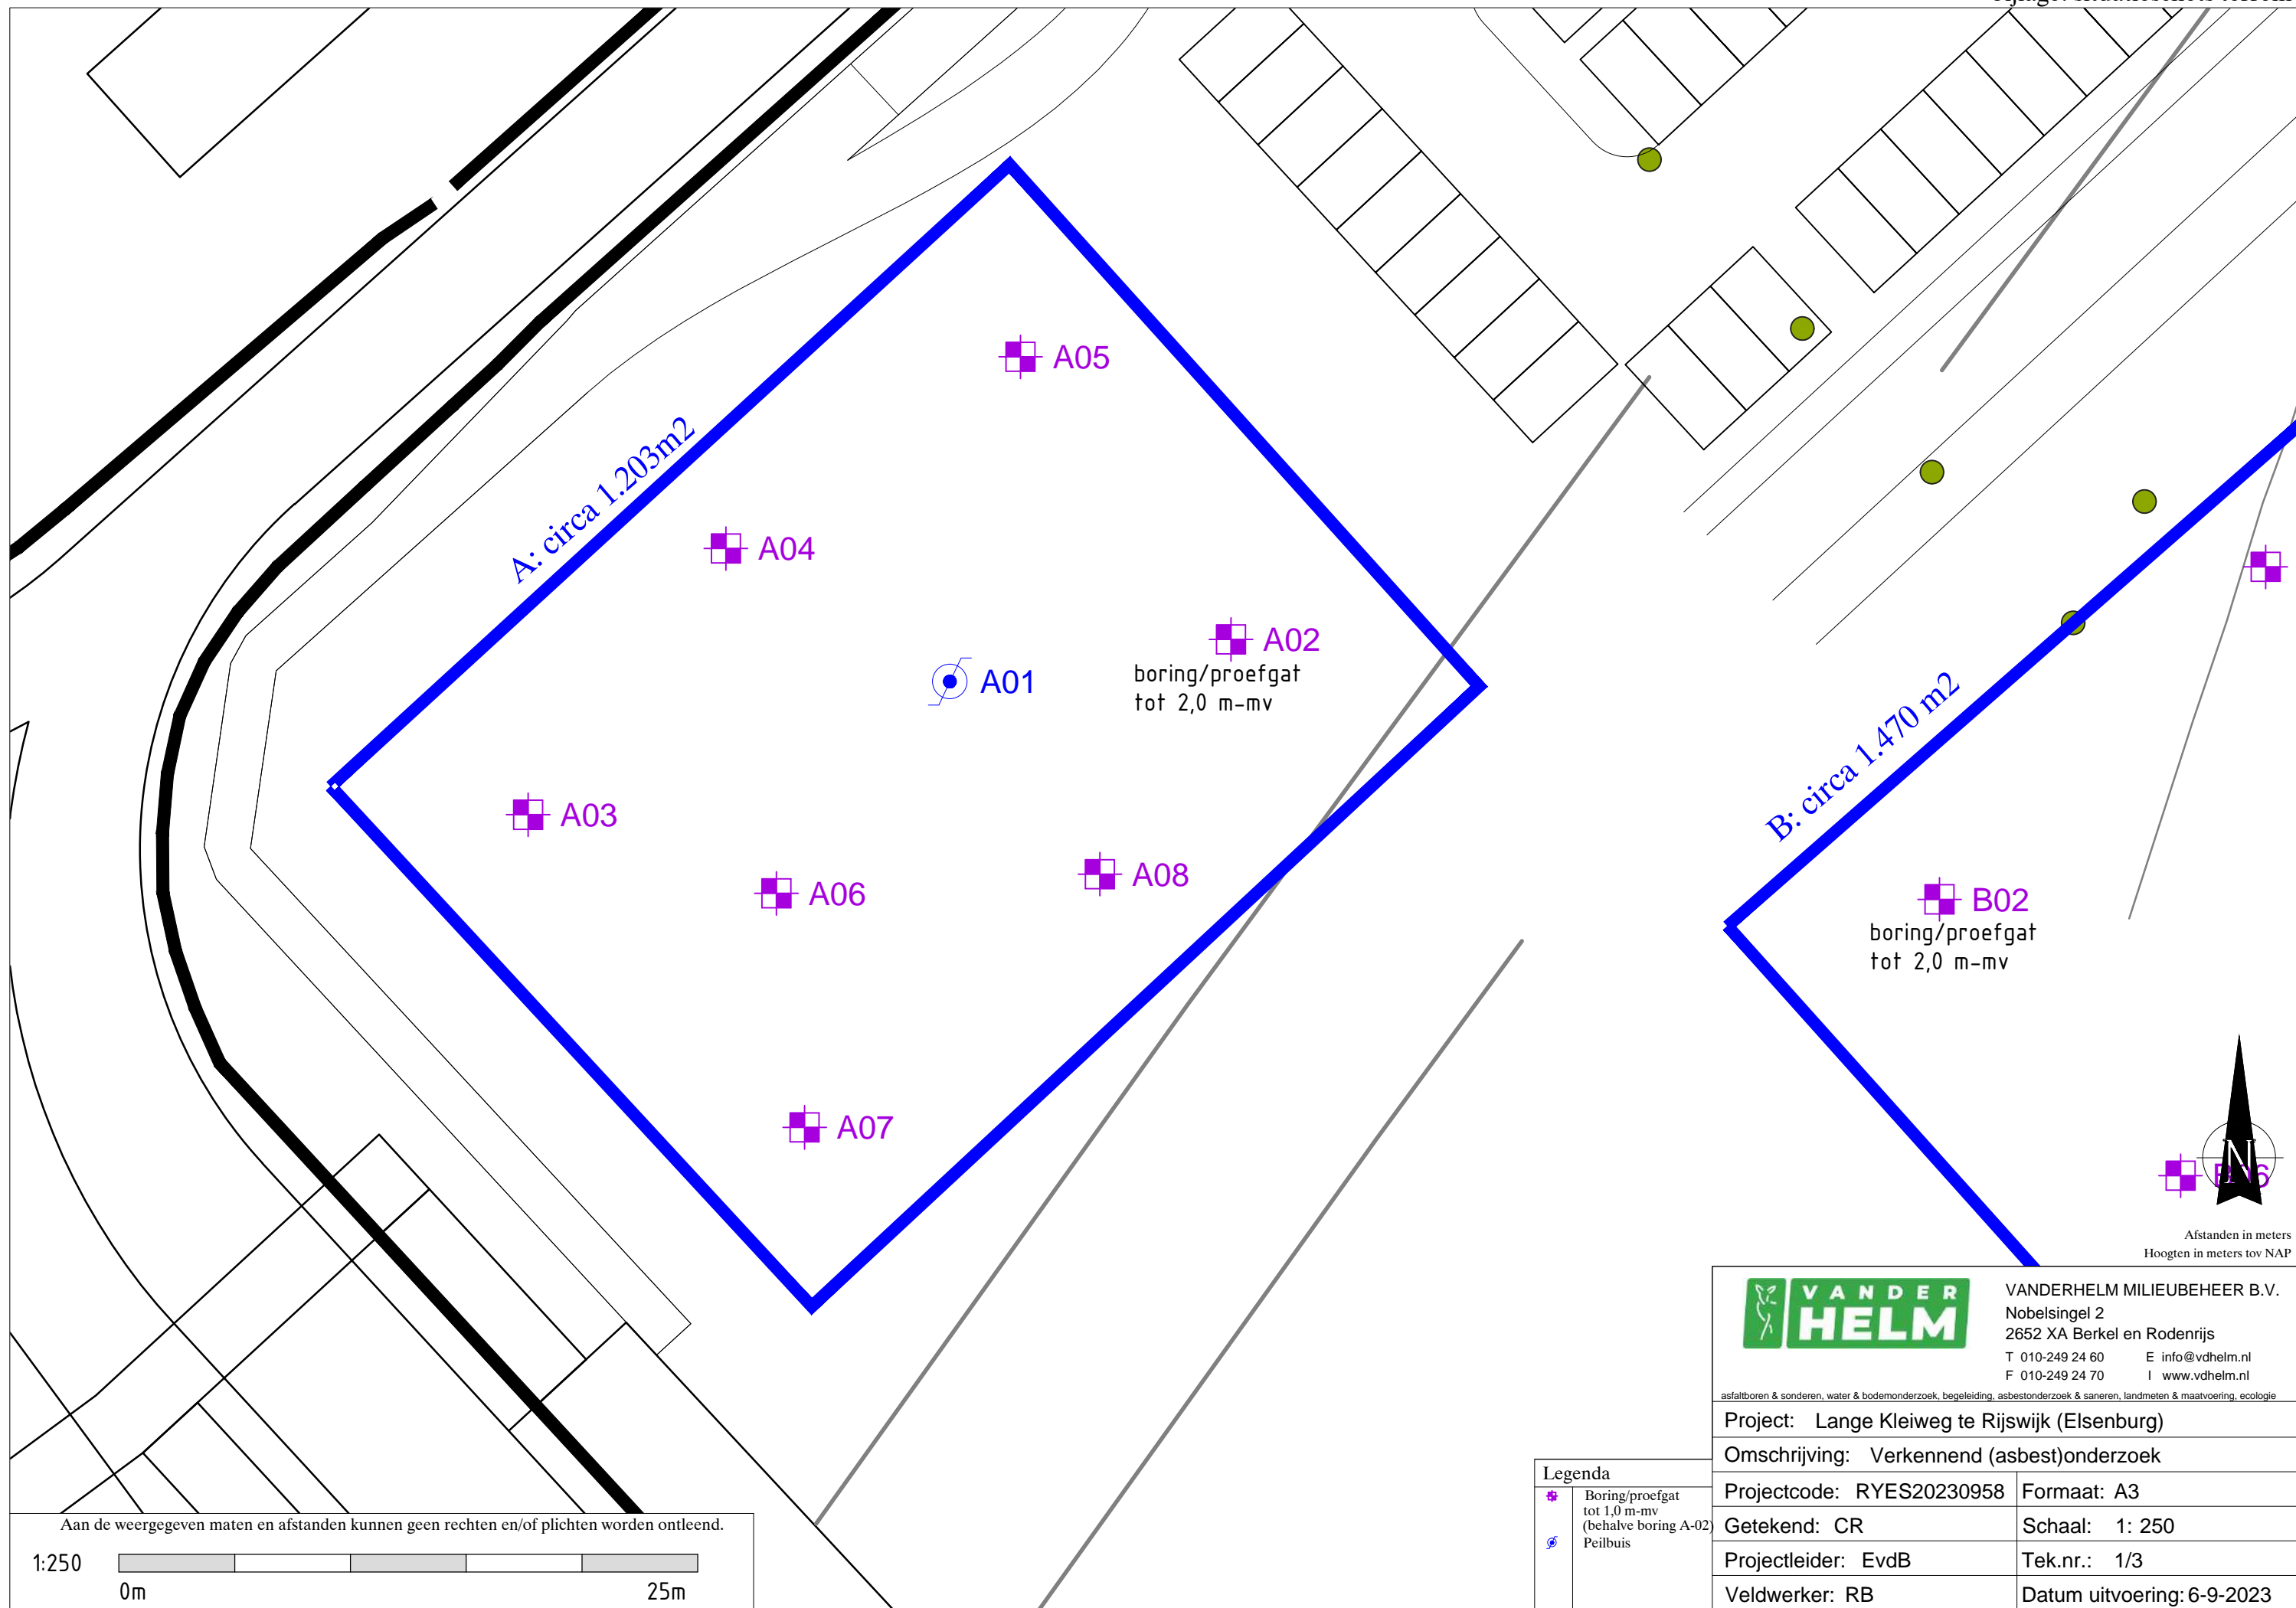 A05
A: circa 1.203m2
A04
A02
boring/proefgat
tot 2,0 m-mv
A01
A03
A06
A08
A07
B: circa 1.470 m2
B02
boring/proefgat
tot 2,0 m-mv
N
Afstanden in meters
Hoogten in meters tov NAP
VANDER
HELM
VANDERHELM MILIEUBEHEER B.V.
Nobelsingel 2
2652 XA Berkel en Rodenrijs
T 010-249 24 60 E info@vdhelm.nl
F 010-249 24 70 I www.vdhelm.nl
asfaltboren & sonderen, water & bodemonderzoek, begeleiding, asbestonderzoek & saneren, landmeten & maatvoering, ecologie
Project: Lange Kleiweg te Rijswijk (Elsenburg)
Omschrijving: Verkennend (asbest)onderzoek
Projectcode: RYES20230958 Formaat: A3
Getekend: CR Schaal: 1: 250
Projectleider: EvdB Tek.nr.: 1/3
Veldwerker: RB Datum uitvoering: 6-9-2023
Legenda
Boring/proefgat
tot 1,0 m-mv
(behalve boring A-02)
Peilbuis
Aan de weergegeven maten en afstanden kunnen geen rechten en/of plichten worden ontleend.
1:250
0m 25m